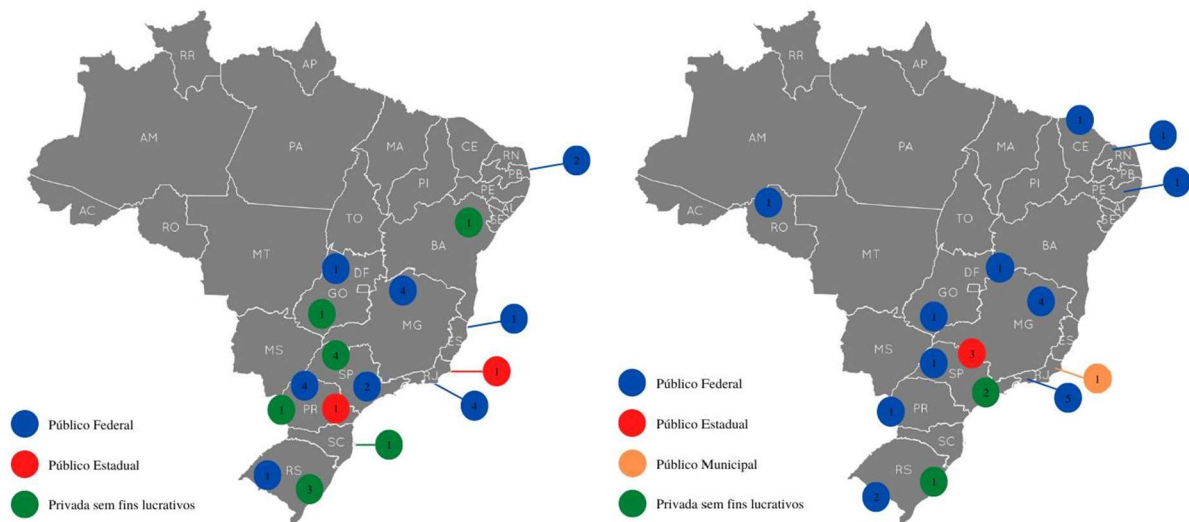 RR
AP
AM
PA
MA
CE
RN
PB
2
PI
PE
AL
SE
AC
RO
TO
BA
1
MT
1
DF
GO
4
1
MG
ES
1
MS
4
SP
RJ
1
4
2
4
1
PR
1
SC
1
RS
1
3
Público Federal
Público Estadual
Privada sem fins lucrativos
RR
AP
AM
PA
MA
CE
1
1
RN
PB
PI
PE
1
AL
SE
AC
1
RO
TO
BA
MT
DF
1
GO
4
1
MG
ES
MS
3
1
SP
RJ
1
2
5
1
PR
SC
RS
1
2
Público Federal
Público Estadual
Público Municipal
Privada sem fins lucrativos